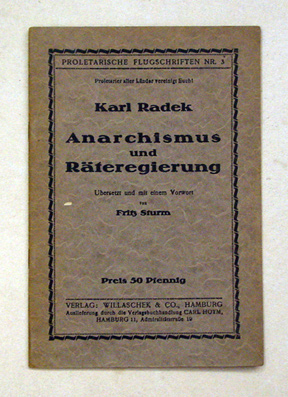 PROLETARISCHE FLUGSCHRIFTEN NR. 3
Proletarier aller Länder vereinigt Euch!
Karl Radek
Anarchismus
und
Räteregierung
Übersetzt und mit einem Vorwort
von
Fritz Sturm
Preis 50 Pfennig
VERLAG: WILLASCHEK & CO., HAMBURG
Auslieferung durch die Verlagsbuchhandlung CARL HOYM,
HAMBURG 11, Admiralitätstraße 19